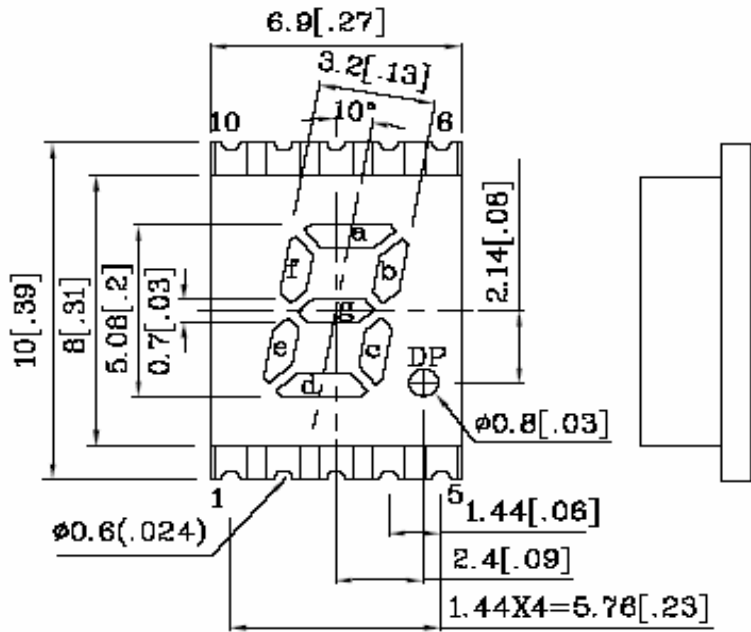 6.9[.27]
3.2[.13]
10°
10
6
a
f
b
g
e
c
d
DP
10[.39]
8[.31]
5.08[.2]
0.7[.03]
2.14[.08]
ø0.8[.03]
1
5
ø0.6(.024)
1.44[.06]
2.4[.09]
1.44X4=5.76[.23]